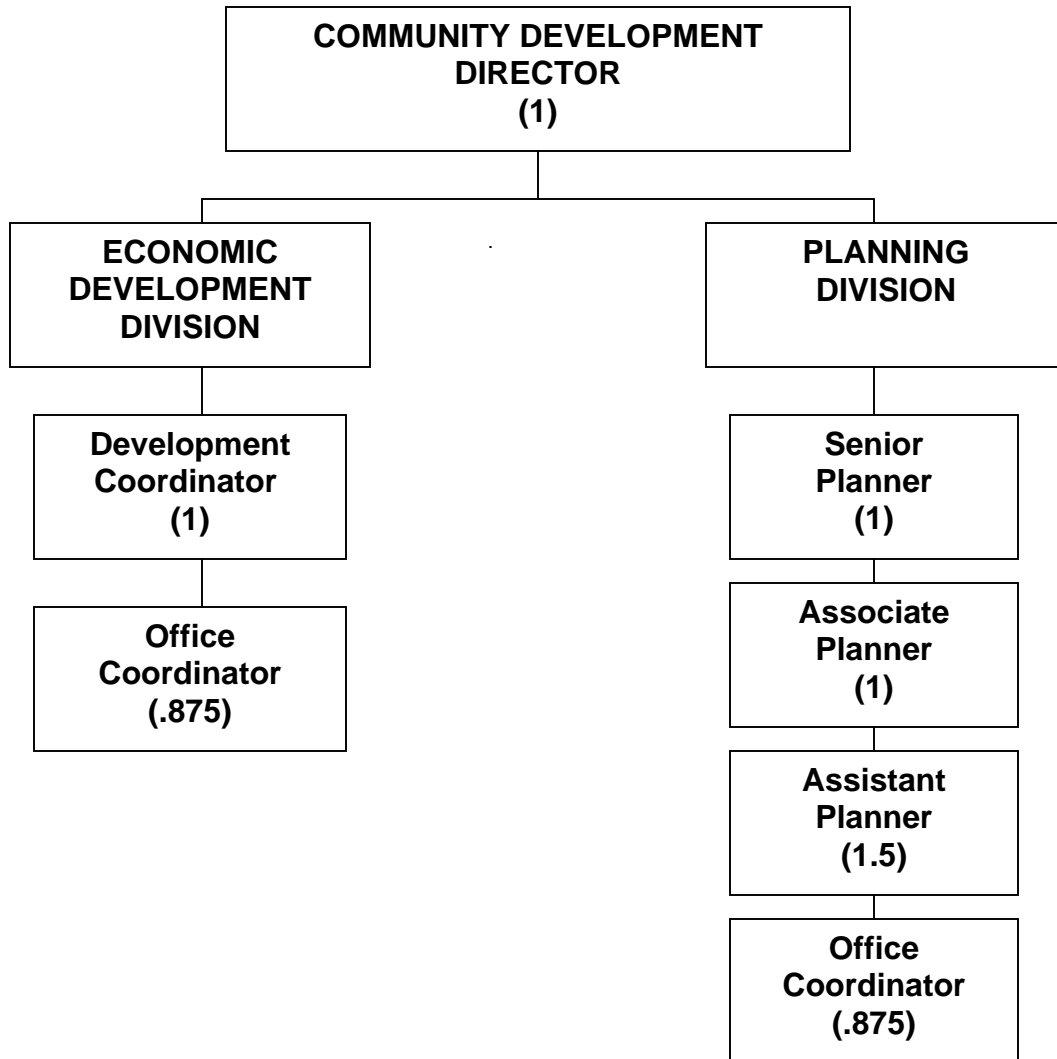 COMMUNITY DEVELOPMENT
DIRECTOR
(1)
ECONOMIC
DEVELOPMENT
DIVISION
Development
Coordinator
(1)
Office
Coordinator
(.875)
PLANNING
DIVISION
Senior
Planner
(1)
Associate
Planner
(1)
Assistant
Planner
(1.5)
Office
Coordinator
(.875)